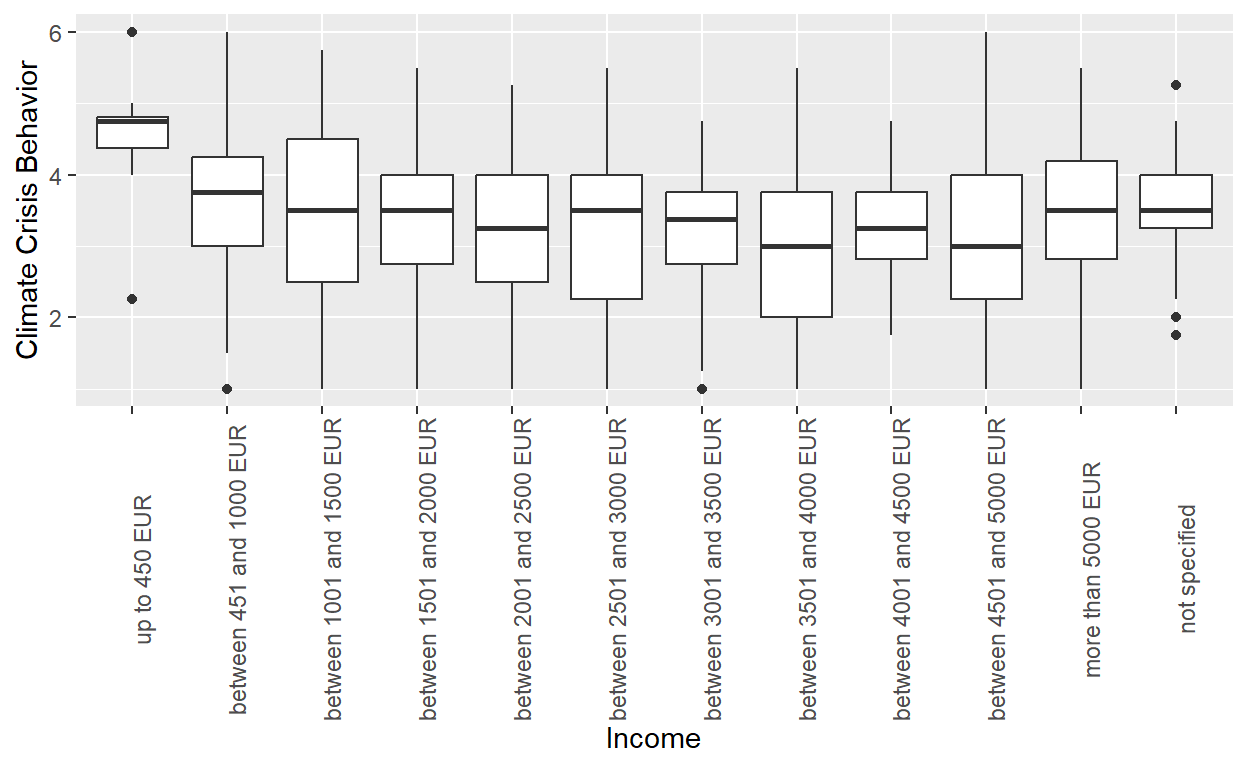 Climate Crisis Behavior
6
4
2
up to 450 EUR
between 451 and 1000 EUR
between 1001 and 1500 EUR
between 1501 and 2000 EUR
between 2001 and 2500 EUR
between 2501 and 3000 EUR
between 3001 and 3500 EUR
between 3501 and 4000 EUR
between 4001 and 4500 EUR
between 4501 and 5000 EUR
more than 5000 EUR
not specified
Income